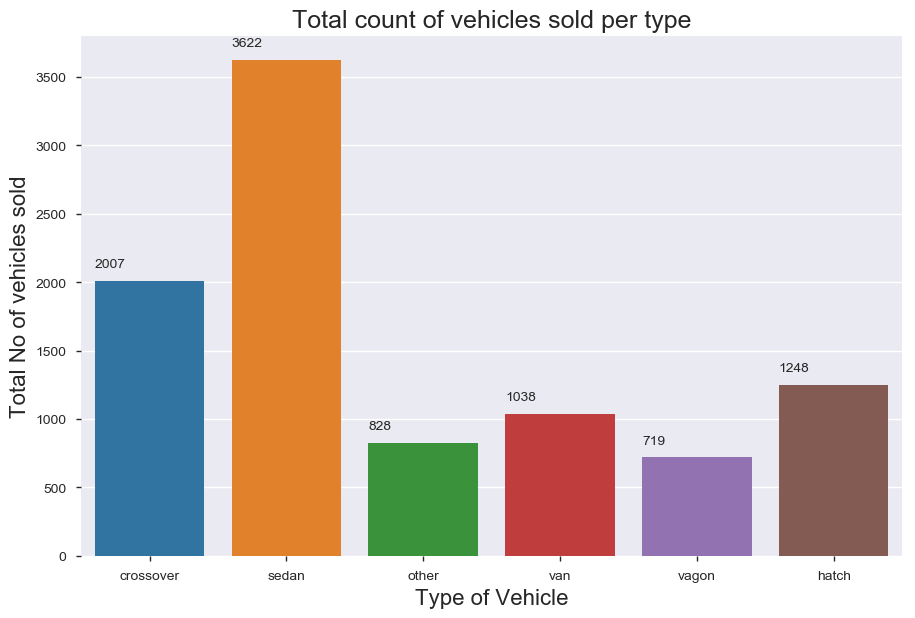 Total count of vehicles sold per type
Total No of vehicles sold
3500
3000
2500
2000
1500
1000
500
0
2007
3622
828
1038
719
1248
crossover
sedan
other
van
vagon
hatch
Type of Vehicle